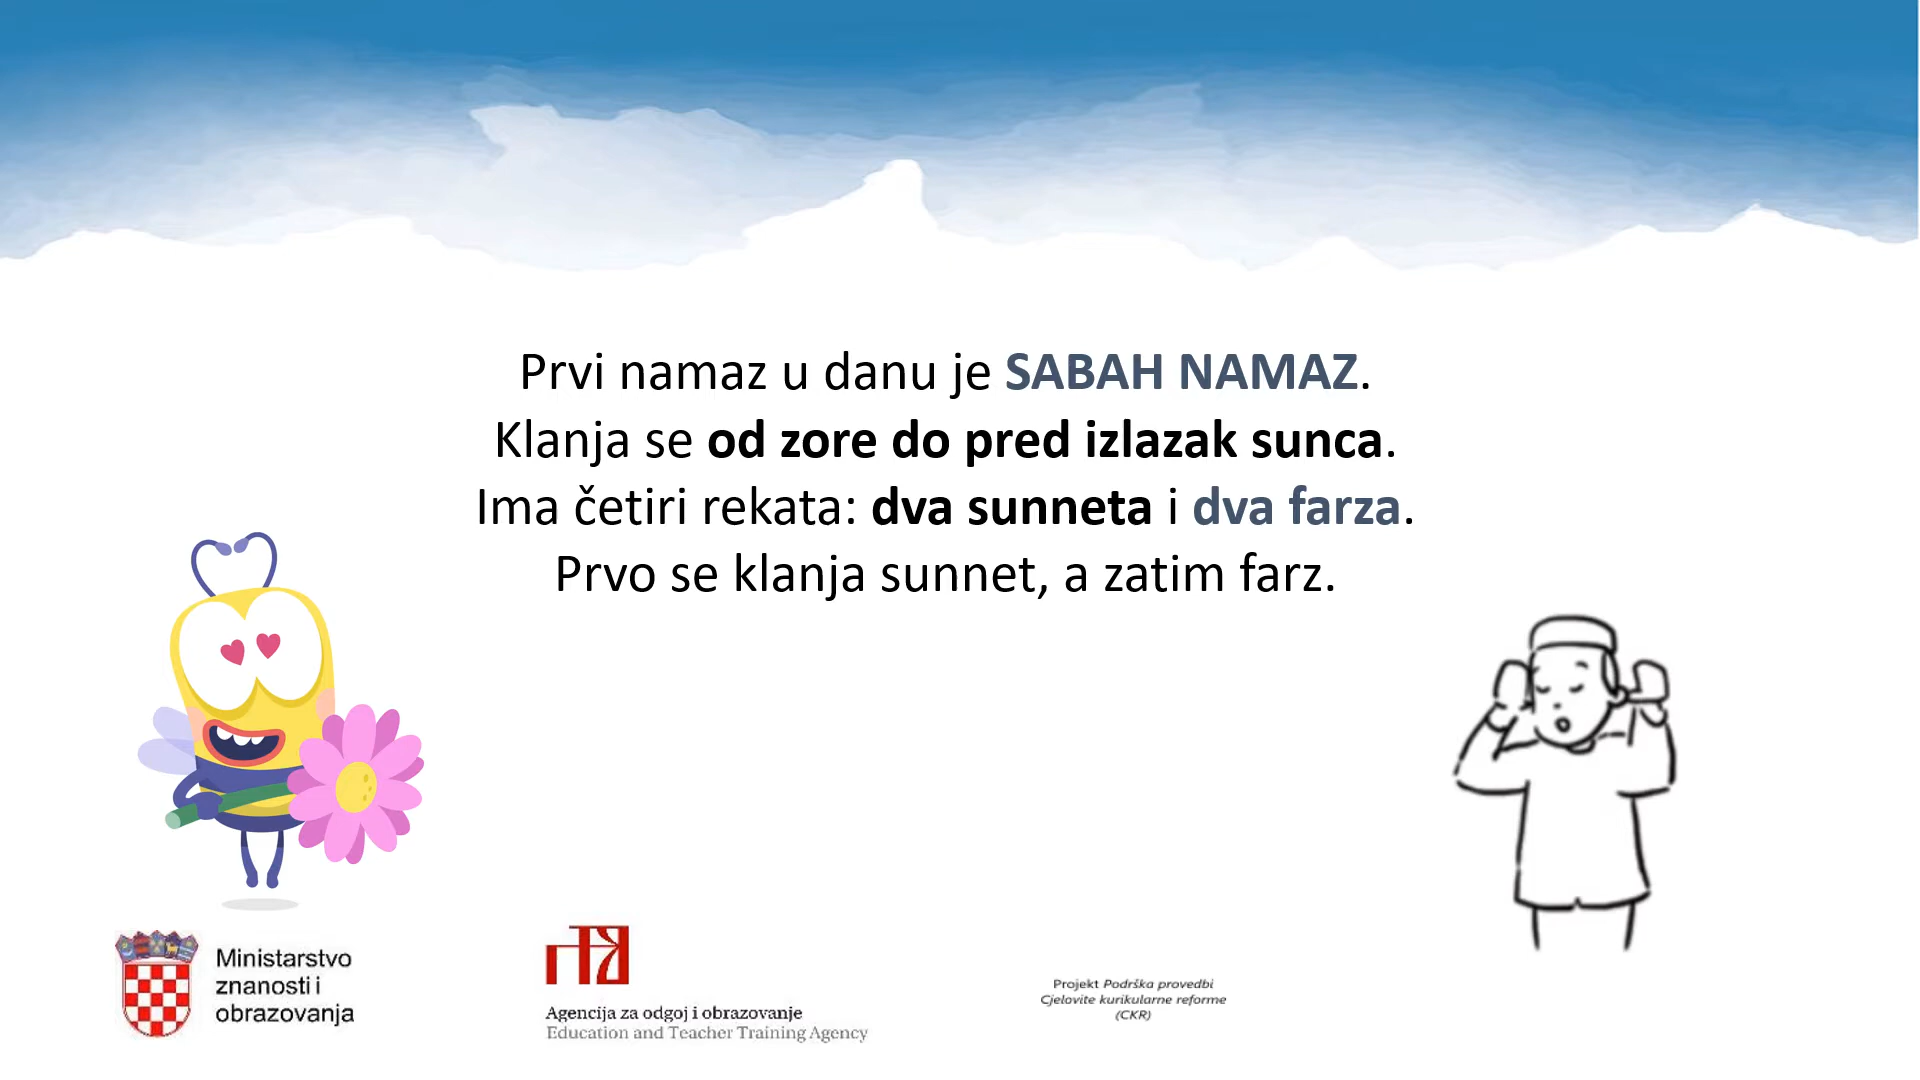 Prvi namaz u danu je SABAH NAMAZ.
Klanja se od zore do pred izlazak sunca.
Ima četiri rekata: dva sunneta i dva farza.
Prvo se klanja sunnet, a zatim farz.
Ministarstvo
znanosti i
obrazovanja
Agencija za odgoj i obrazovanje
Education and Teacher Training Agency
Projekt Podrška provedbi
Cjelovite kurikularne reforme
(CKR)